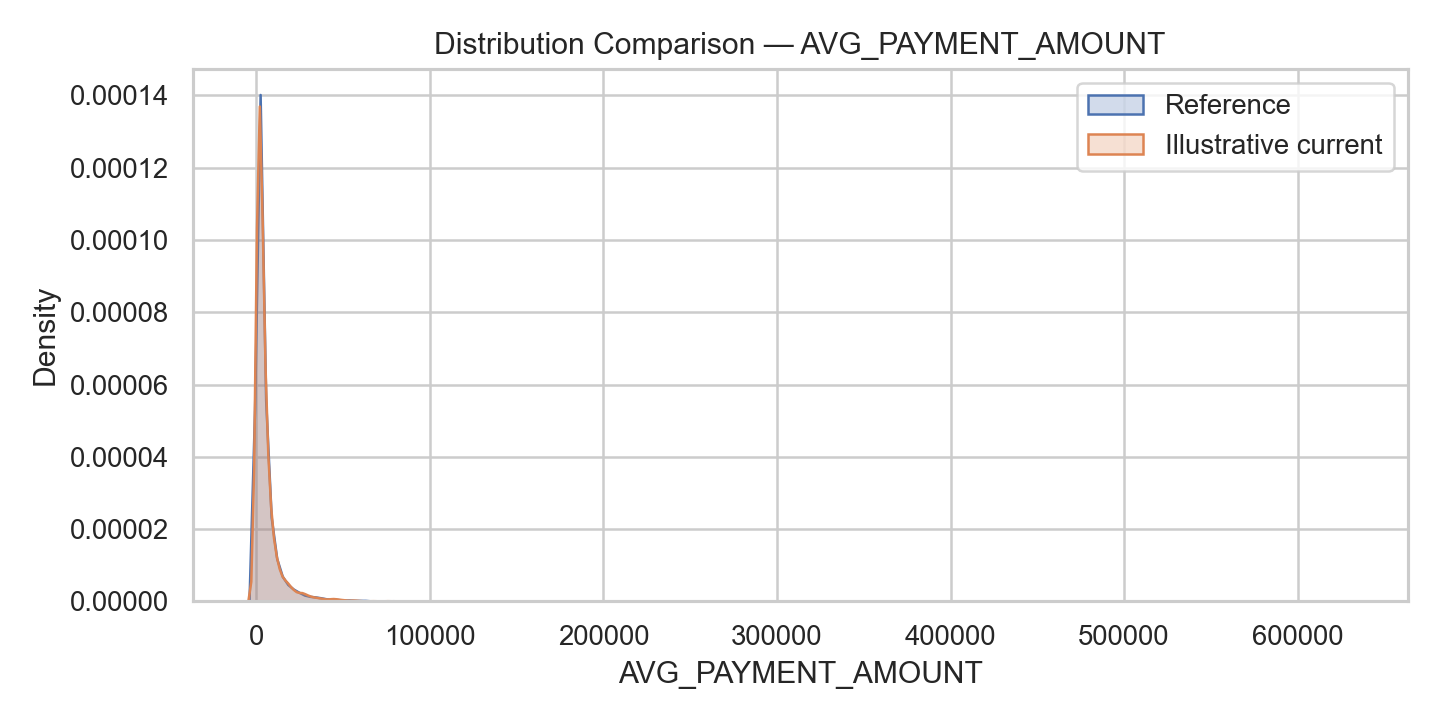 Distribution Comparison — AVG_PAYMENT_AMOUNT
Reference
Illustrative current
Density
0.00014
0.00012
0.00010
0.00008
0.00006
0.00004
0.00002
0.00000
0 100000 200000 300000 400000 500000 600000
AVG_PAYMENT_AMOUNT